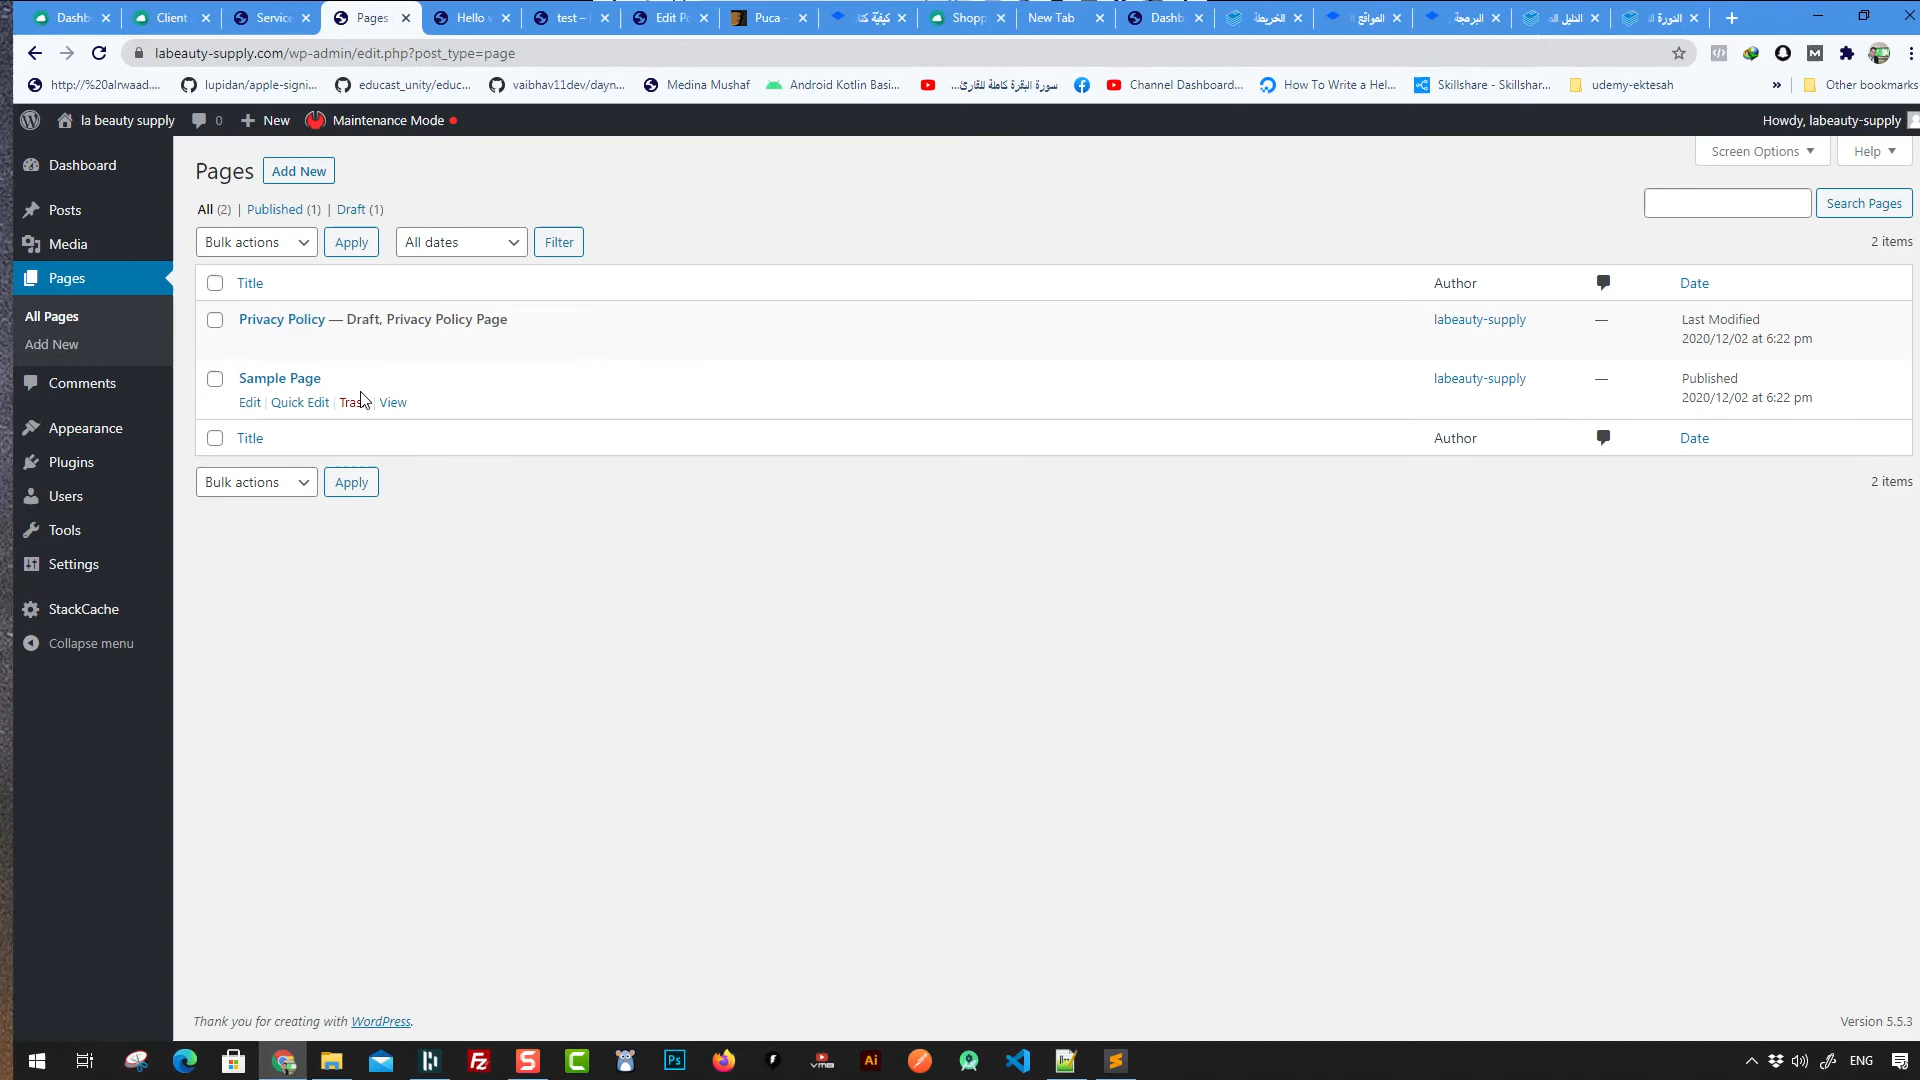 Dashb
Client
Service
Pages
Hello
test –
Edit Po
Puca
كيفيّة كتا
Shopp
New Tab
Dashb
الخريطة
المواقع
البرمجة
الدليل
الدورة
labeauty-supply.com/wp-admin/edit.php?post_type=page
http://%20alrwaad....
lupidan/apple-signi...
educast_unity/educ...
vaibhav11dev/dayn...
Medina Mushaf
Android Kotlin Basi...
سورة البقرة كاملة للقارئ...
Channel Dashboard...
How To Write a Hel...
Skillshare - Skillshar...
udemy-ektesah
»
Other bookmarks
la beauty supply
0
New
Maintenance Mode
Howdy, labeauty-supply
Dashboard
Posts
Media
Pages
All Pages
Add New
Comments
Appearance
Plugins
Users
Tools
Settings
StackCache
Collapse menu
Pages
Add New
Screen Options
Help
All (2) | Published (1) | Draft (1)
Search Pages
Bulk actions
Apply
All dates
Filter
2 items
Title
Author
Date
Privacy Policy — Draft, Privacy Policy Page
labeauty-supply
—
Last Modified
2020/12/02 at 6:22 pm
Sample Page
labeauty-supply
—
Published
2020/12/02 at 6:22 pm
Edit | Quick Edit | Trash | View
Title
Author
Date
Bulk actions
Apply
2 items
Thank you for creating with WordPress.
Version 5.5.3
ENG